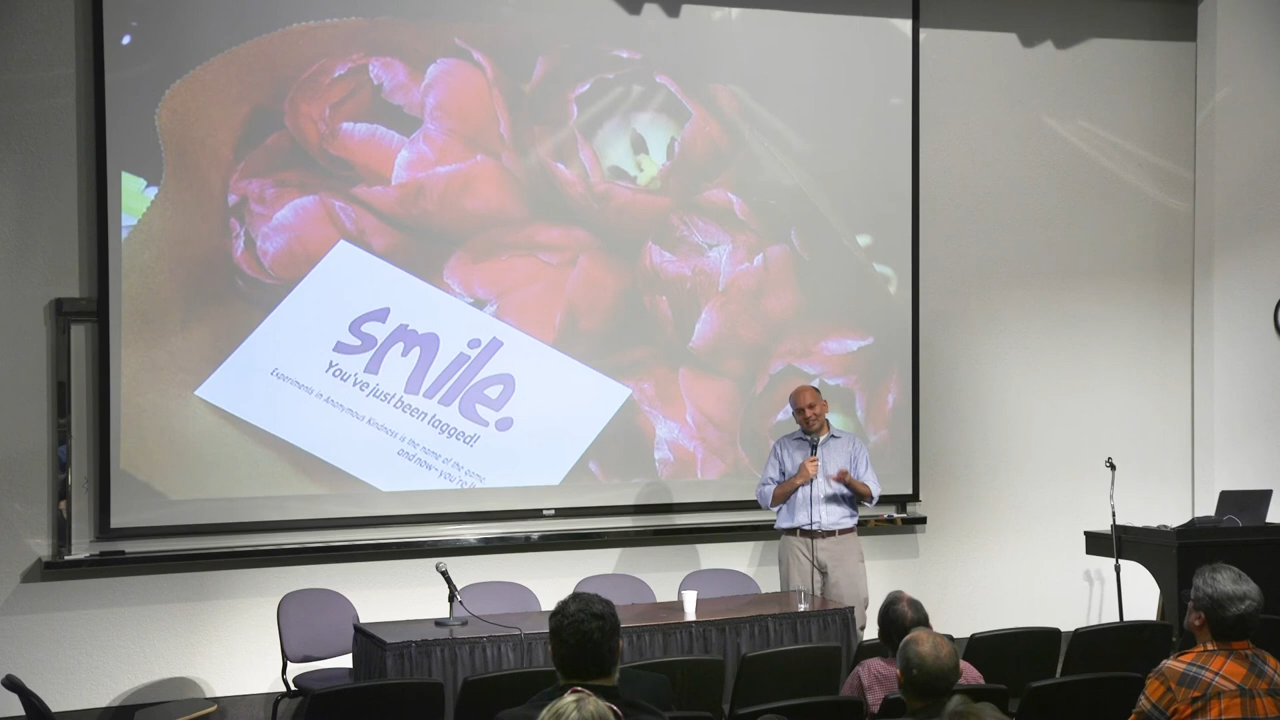 smile.
You've just been tagged!
Experiments in Anonymous Kindness is the name of the game,
and now- you're